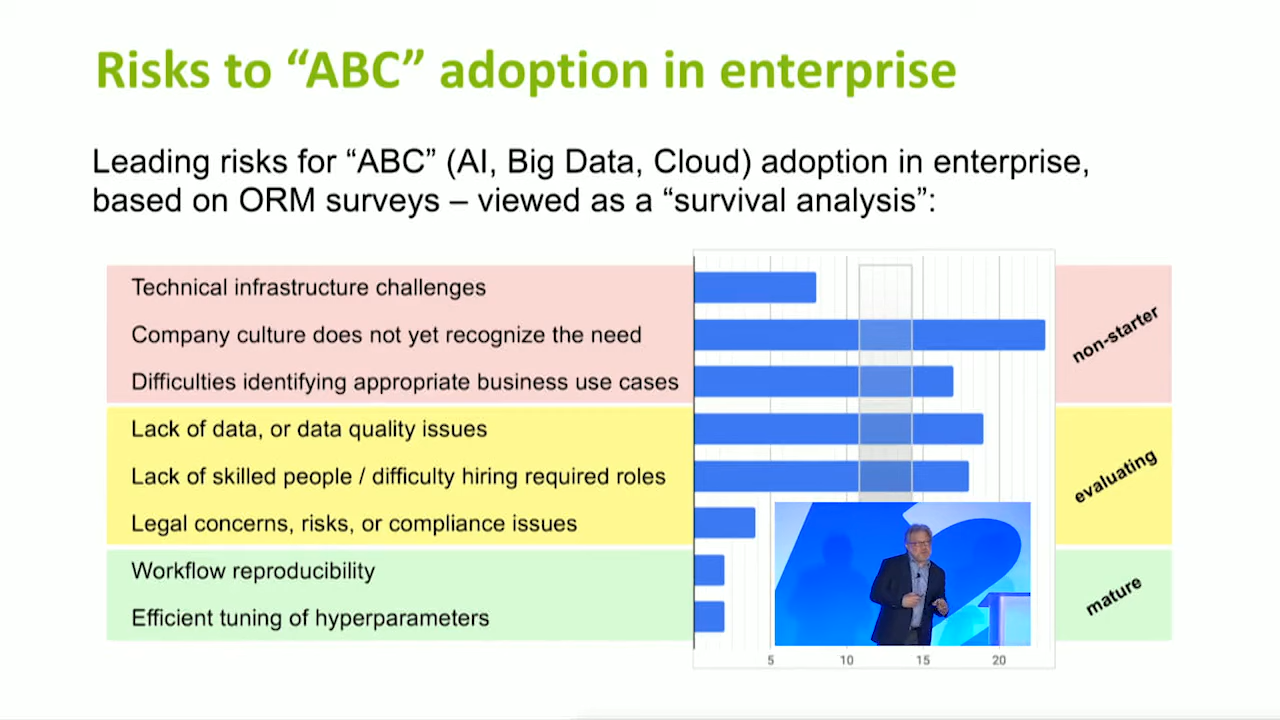 Risks to “ABC” adoption in enterprise
Leading risks for “ABC” (AI, Big Data, Cloud) adoption in enterprise,
based on ORM surveys – viewed as a “survival analysis”:
Technical infrastructure challenges
Company culture does not yet recognize the need
Difficulties identifying appropriate business use cases
non-starter
Lack of data, or data quality issues
Lack of skilled people / difficulty hiring required roles
Legal concerns, risks, or compliance issues
evaluating
Workflow reproducibility
Efficient tuning of hyperparameters
mature
5 10 15 20